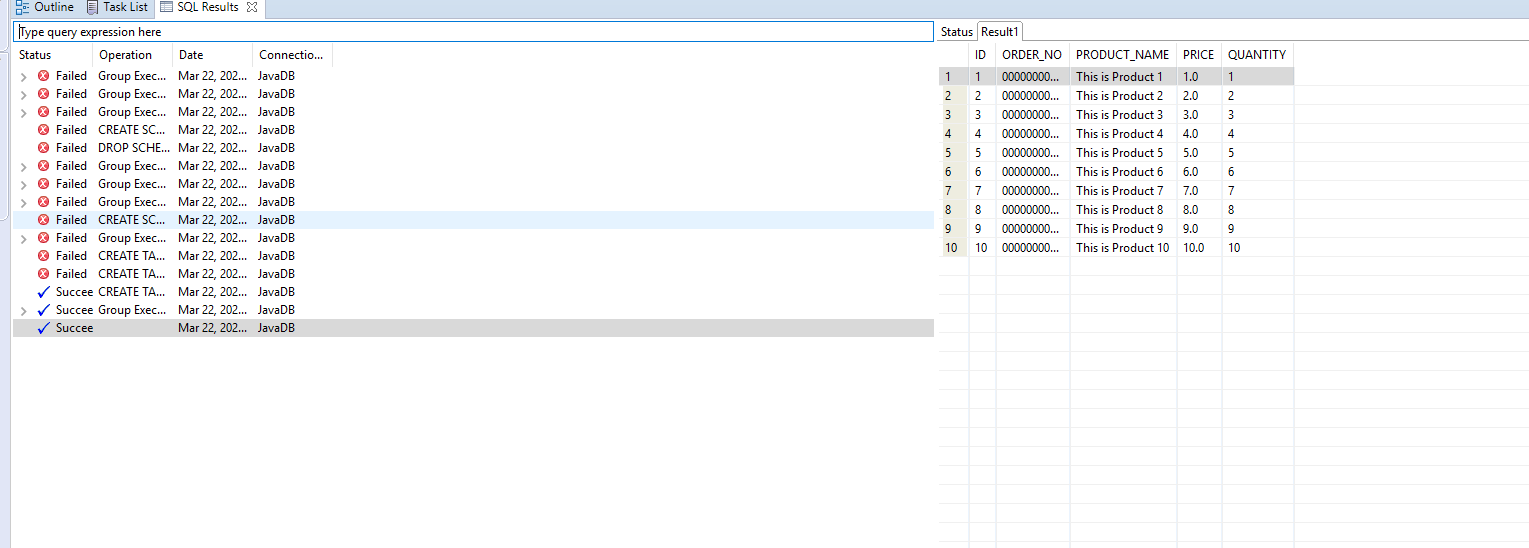 Outline Task List SQL Results
Type query expression here
Status Operation Date Connectio...
Failed Group Exec... Mar 22, 202... JavaDB
Failed Group Exec... Mar 22, 202... JavaDB
Failed Group Exec... Mar 22, 202... JavaDB
Failed CREATE SC... Mar 22, 202... JavaDB
Failed DROP SCHE... Mar 22, 202... JavaDB
Failed Group Exec... Mar 22, 202... JavaDB
Failed Group Exec... Mar 22, 202... JavaDB
Failed Group Exec... Mar 22, 202... JavaDB
Failed CREATE SC... Mar 22, 202... JavaDB
Failed Group Exec... Mar 22, 202... JavaDB
Failed CREATE TA... Mar 22, 202... JavaDB
Failed CREATE TA... Mar 22, 202... JavaDB
Succee CREATE TA... Mar 22, 202... JavaDB
Succee Group Exec... Mar 22, 202... JavaDB
Succee Mar 22, 202... JavaDB
Status Result1
ID ORDER_NO PRODUCT_NAME PRICE QUANTITY
1 1 00000000... This is Product 1 1.0 1
2 2 00000000... This is Product 2 2.0 2
3 3 00000000... This is Product 3 3.0 3
4 4 00000000... This is Product 4 4.0 4
5 5 00000000... This is Product 5 5.0 5
6 6 00000000... This is Product 6 6.0 6
7 7 00000000... This is Product 7 7.0 7
8 8 00000000... This is Product 8 8.0 8
9 9 00000000... This is Product 9 9.0 9
10 10 00000000... This is Product 10 10.0 10